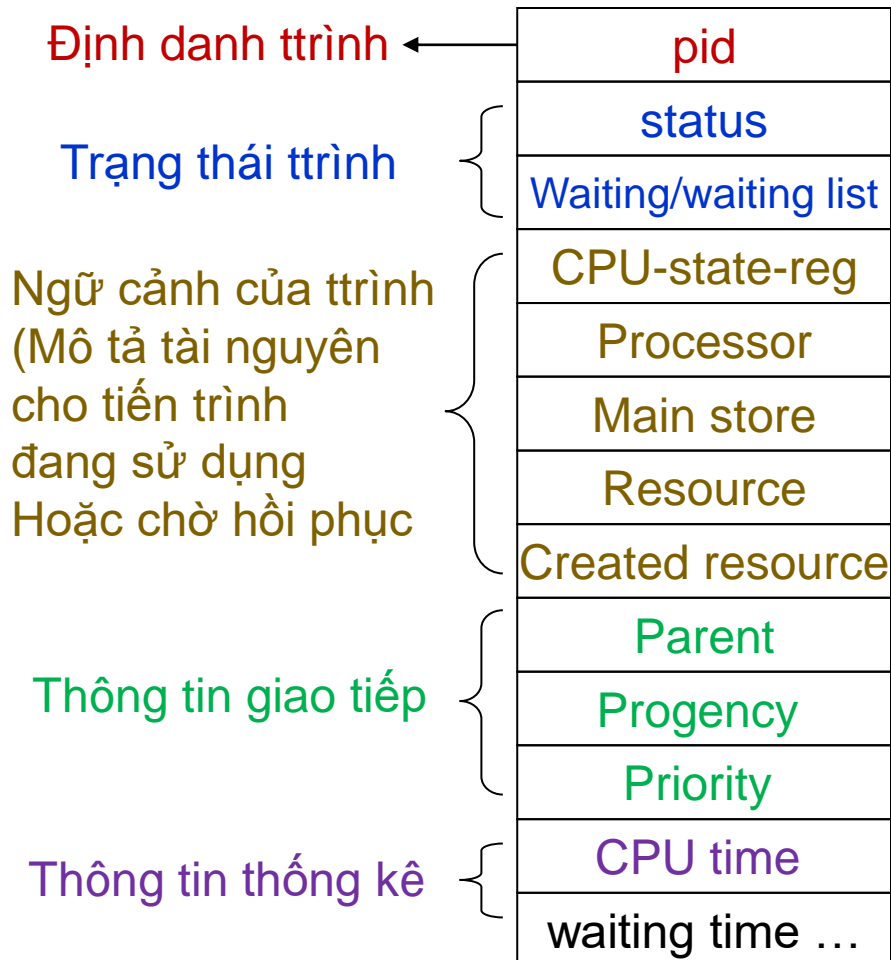 Định danh ttrình
pid
Trạng thái ttrình
status
Waiting/waiting list
Ngữ cảnh của ttrình
(Mô tả tài nguyên
cho tiến trình
đang sử dụng
Hoặc chờ hồi phục
CPU-state-reg
Processor
Main store
Resource
Created resource
Thông tin giao tiếp
Parent
Progency
Priority
Thông tin thống kê
CPU time
waiting time ...